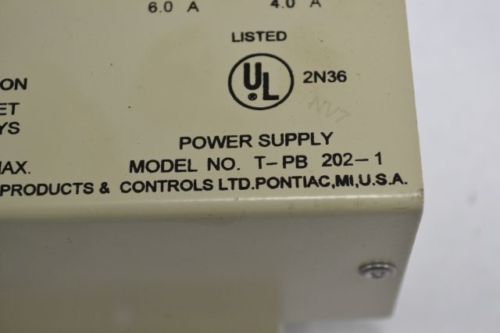 6.0 A 4.0 A
LISTED
UL 2N36
ON
ET
YS
POWER SUPPLY
MAX. MODEL NO. T-PB 202-1
PRODUCTS & CONTROLS LTD.PONTIAC,MI,U.S.A.